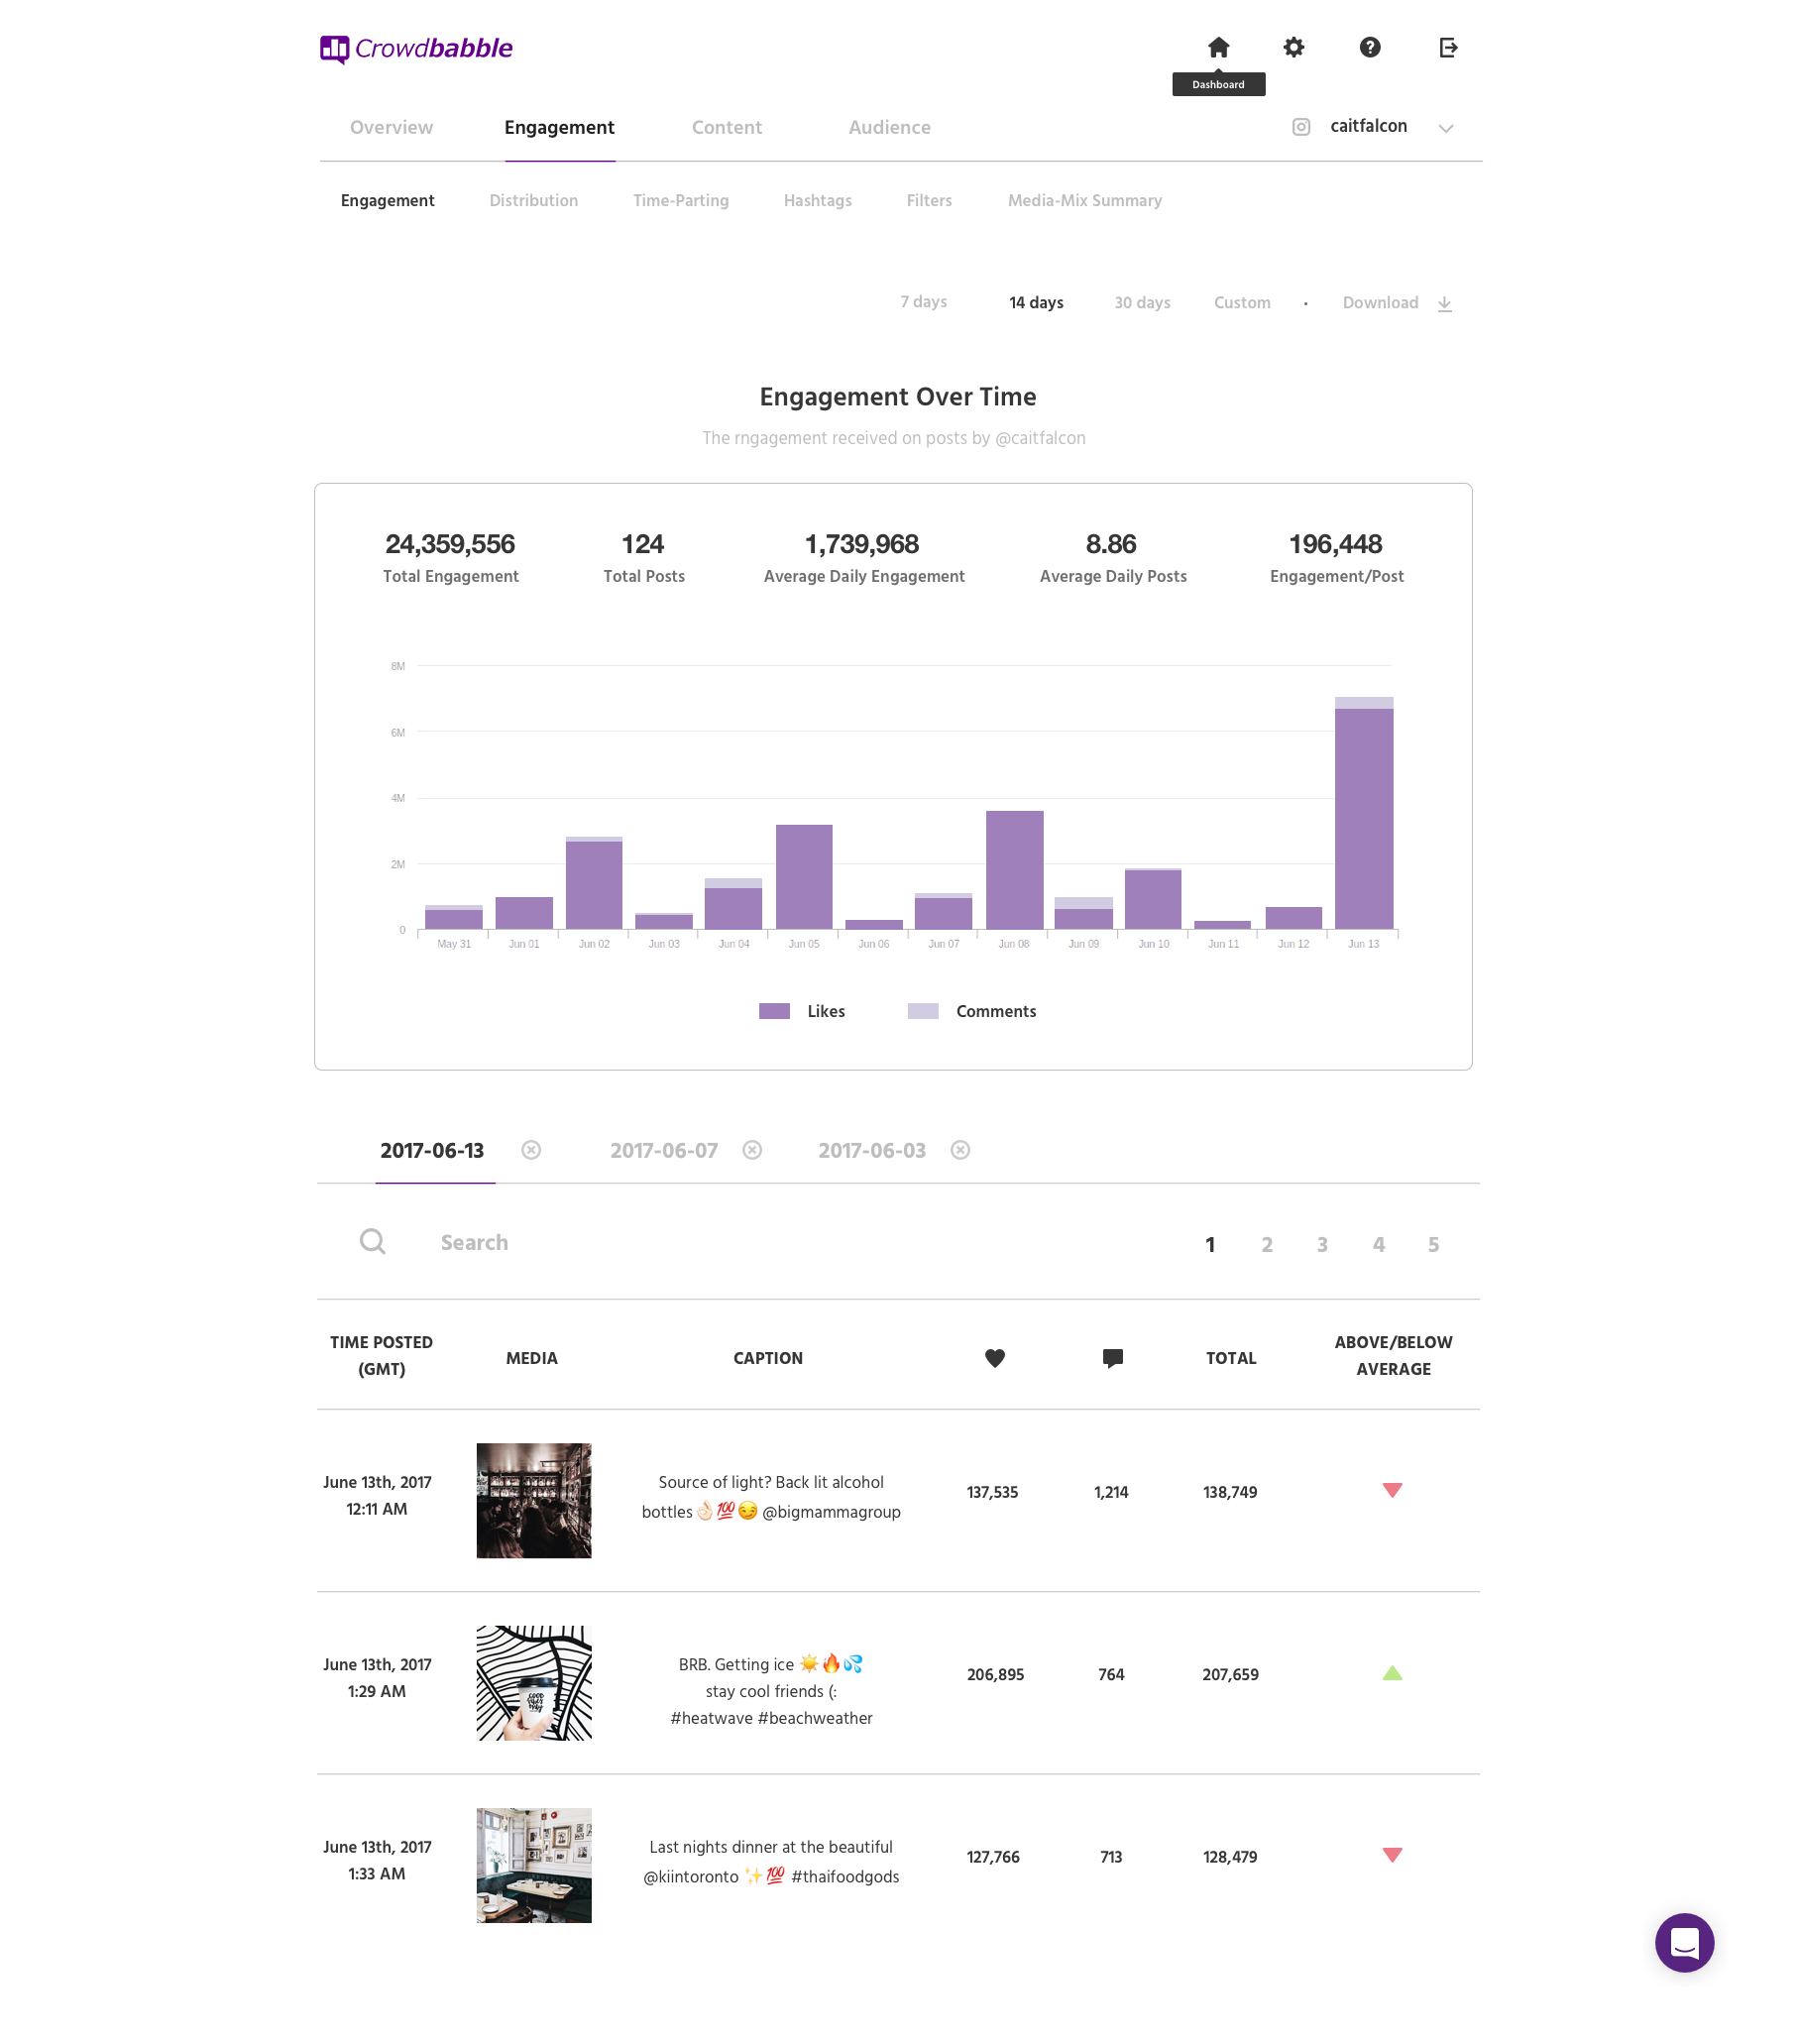 Crowdbabble
Dashboard
Overview Engagement Content Audience caitfalcon
Engagement Distribution Time-Parting Hashtags Filters Media-Mix Summary
7 days 14 days 30 days Custom · Download
Engagement Over Time
The rngagement received on posts by @caitfalcon
24,359,556 124 1,739,968 8.86 196,448
Total Engagement Total Posts Average Daily Engagement Average Daily Posts Engagement/Post
8M
6M
4M
2M
0
May 31 Jun 01 Jun 02 Jun 03 Jun 04 Jun 05 Jun 06 Jun 07 Jun 08 Jun 09 Jun 10 Jun 11 Jun 12 Jun 13
Likes Comments
2017-06-13 2017-06-07 2017-06-03
Search 1 2 3 4 5
TIME POSTED
(GMT)
MEDIA CAPTION TOTAL
ABOVE/BELOW
AVERAGE
June 13th, 2017
12:11 AM
Source of light? Back lit alcohol
bottles 👌🏻💯😏 @bigmammagroup
137,535 1,214 138,749
June 13th, 2017
1:29 AM
GOOD
BRB. Getting ice ☀️🔥💦
stay cool friends (:
#heatwave #beachweather
206,895 764 207,659
June 13th, 2017
1:33 AM
Last nights dinner at the beautiful
@kiintoronto ✨💯 #thaifoodgods
127,766 713 128,479